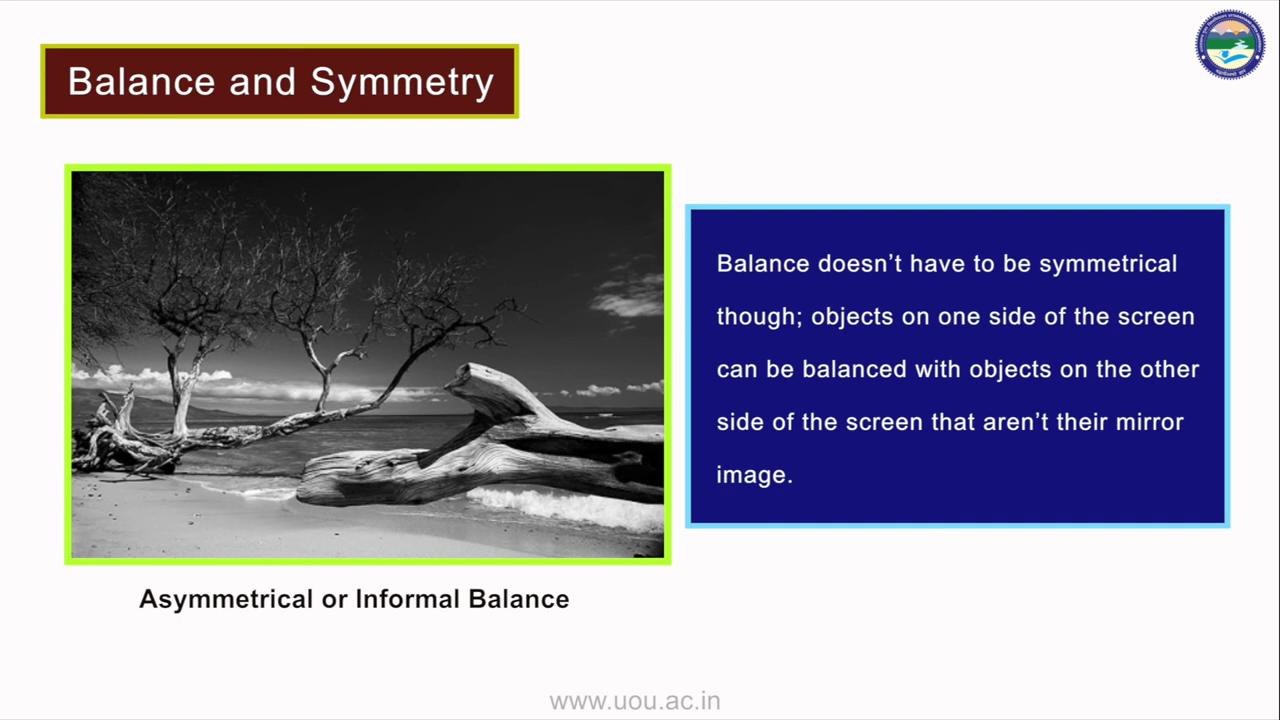 Balance and Symmetry
Balance doesn’t have to be symmetrical
though; objects on one side of the screen
can be balanced with objects on the other
side of the screen that aren’t their mirror
image.
Asymmetrical or Informal Balance
www.uou.ac.in